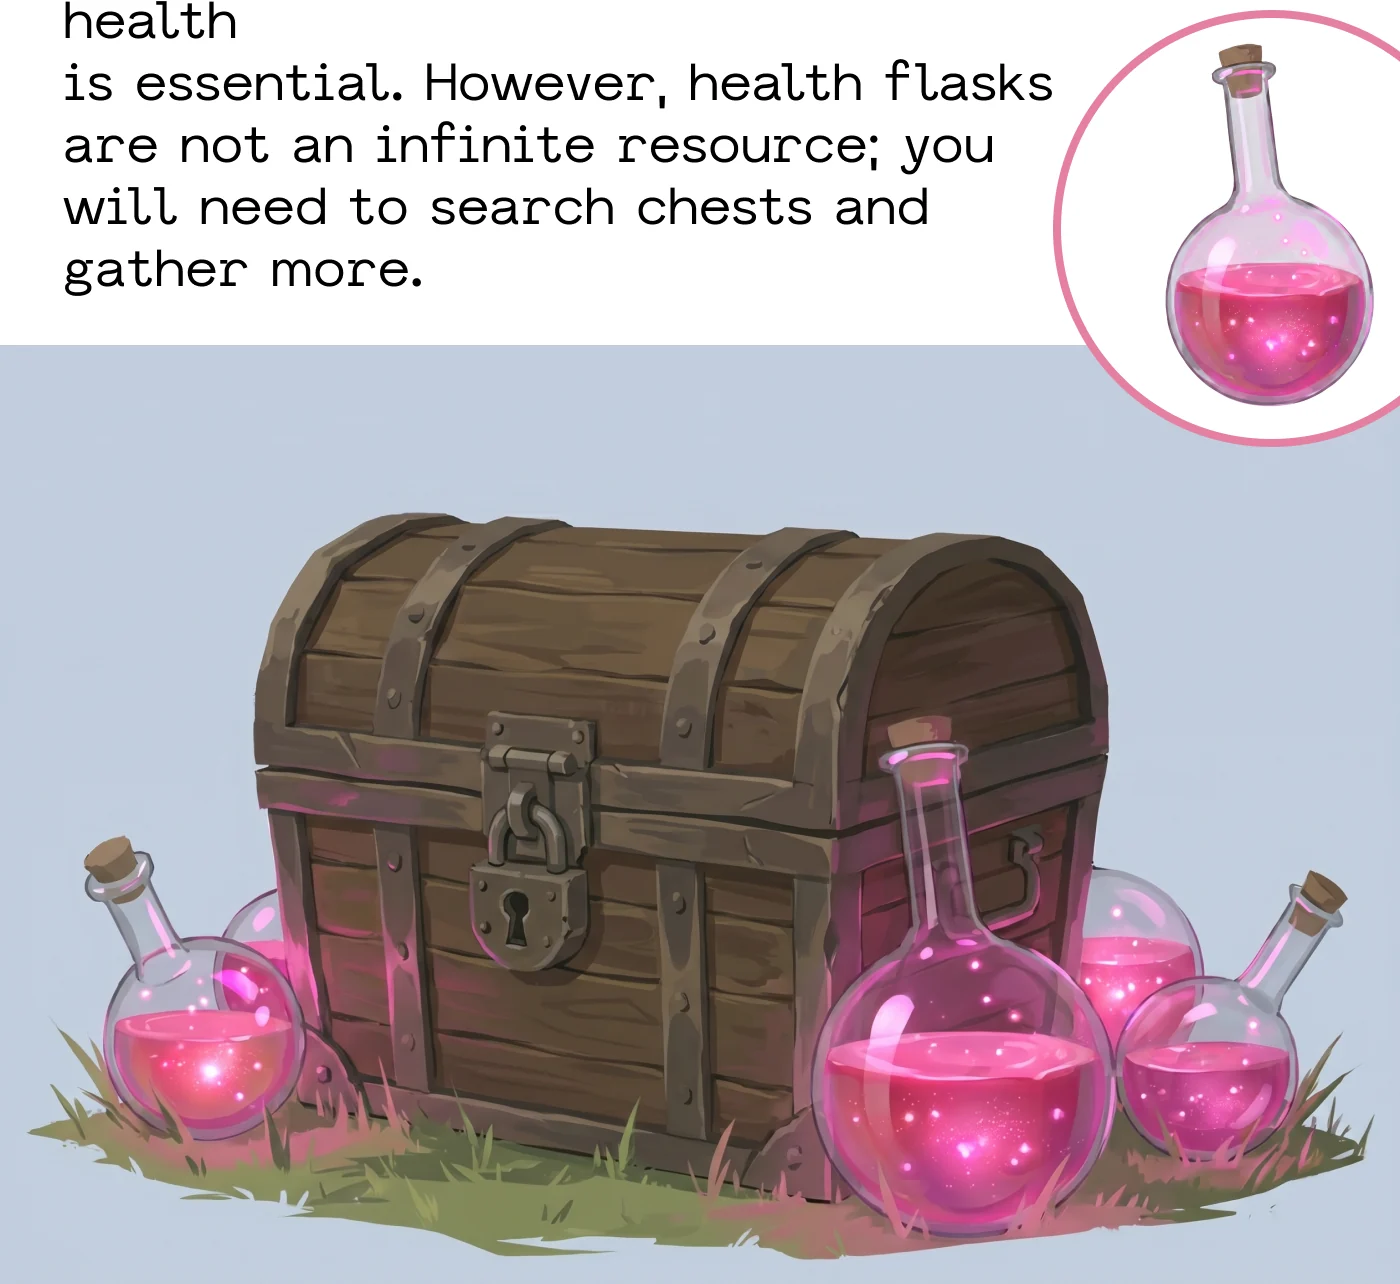 health
is essential. However, health flasks
are not an infinite resource; you
will need to search chests and
gather more.